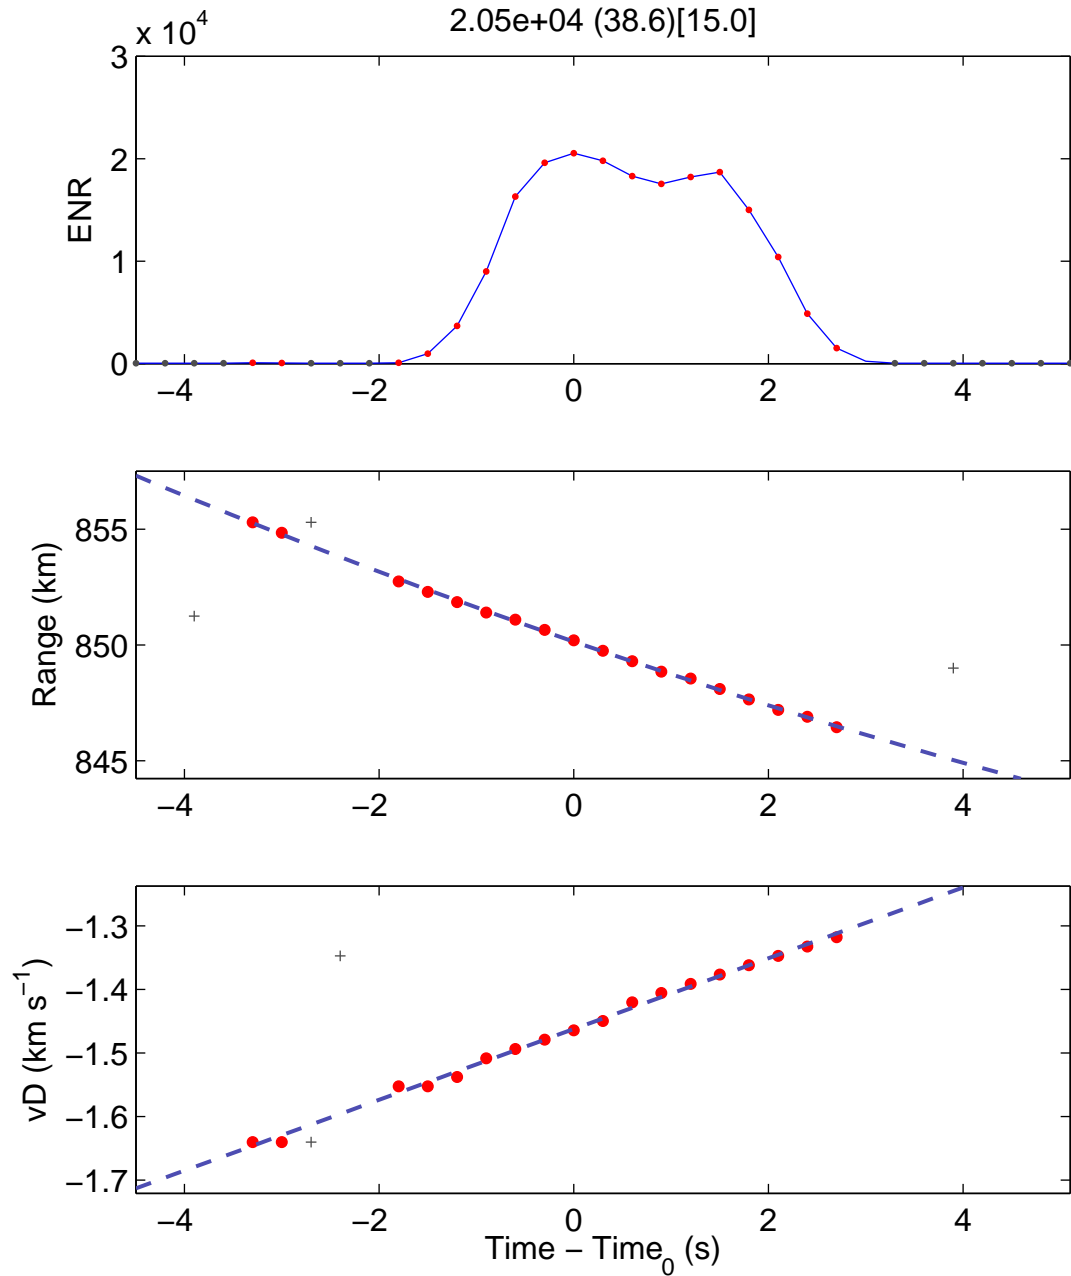 2.05e+04 (38.6)[15.0]
x 10^4
3
2
1
0
ENR
−4 −2 0 2 4
855
850
845
Range (km)
−4 −2 0 2 4
−1.3
−1.4
−1.5
−1.6
−1.7
vD (km s^−1)
−4 −2 0 2 4
Time − Time_0 (s)